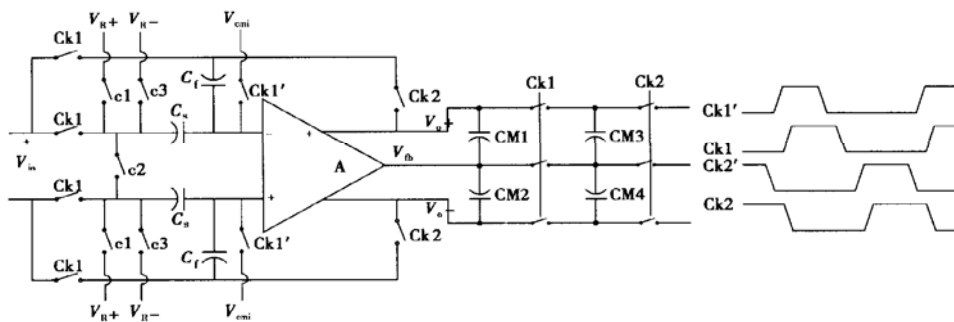 V_R+ V_R− V_cmi
Ck1
C_f c1 c3 Ck1′
Ck2
Ck1 Ck2
Ck1′
C_s
Ck1
V_o +
CM1 CM3
Ck1
+
V_in
−
+
c2
A
V_fb
Ck2′
Ck1
C_s
+
CM2 CM4
V_o −
Ck2
c1 c3 Ck1′
C_f
Ck2
Ck1
V_R+ V_R− V_cmi